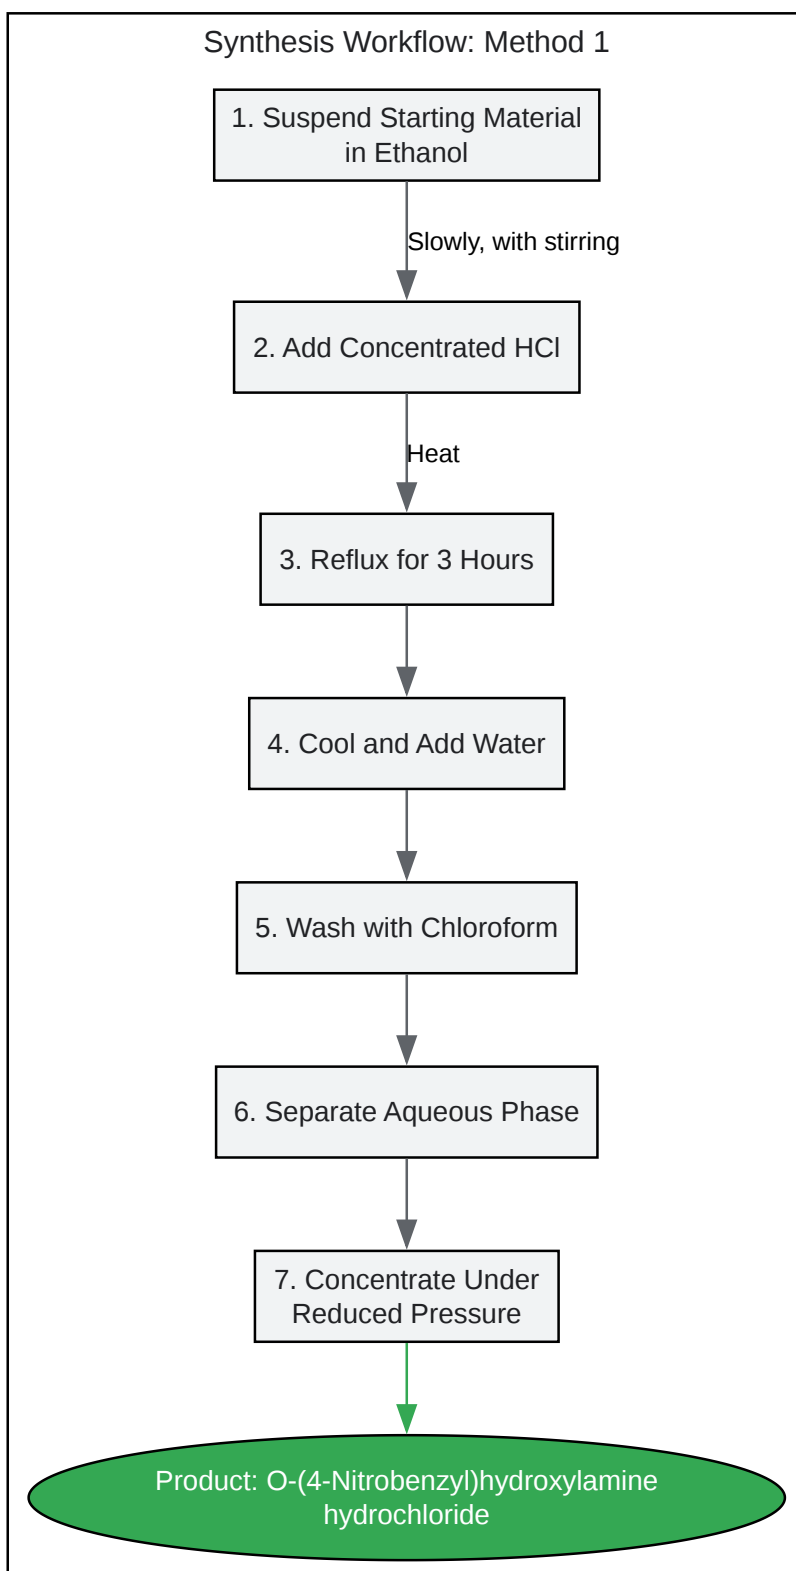 Synthesis Workflow: Method 1
1. Suspend Starting Material
in Ethanol
Slowly, with stirring
2. Add Concentrated HCl
Heat
3. Reflux for 3 Hours
4. Cool and Add Water
5. Wash with Chloroform
6. Separate Aqueous Phase
7. Concentrate Under
Reduced Pressure
Product: O-(4-Nitrobenzyl)hydroxylamine
hydrochloride